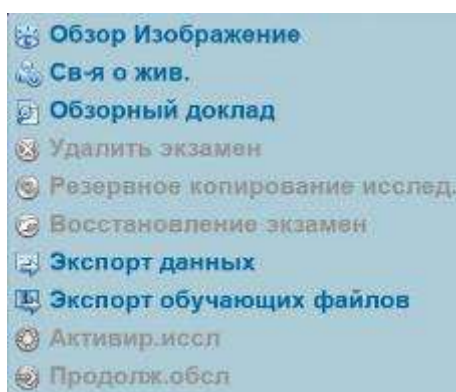 Обзор Изображение
Св-я о жив.
Обзорный доклад
Удалить экзамен
Резервное копирование исслед.
Восстановление экзамен
Экспорт данных
Экспорт обучающих файлов
Активир.иссл
Продолж.обсл